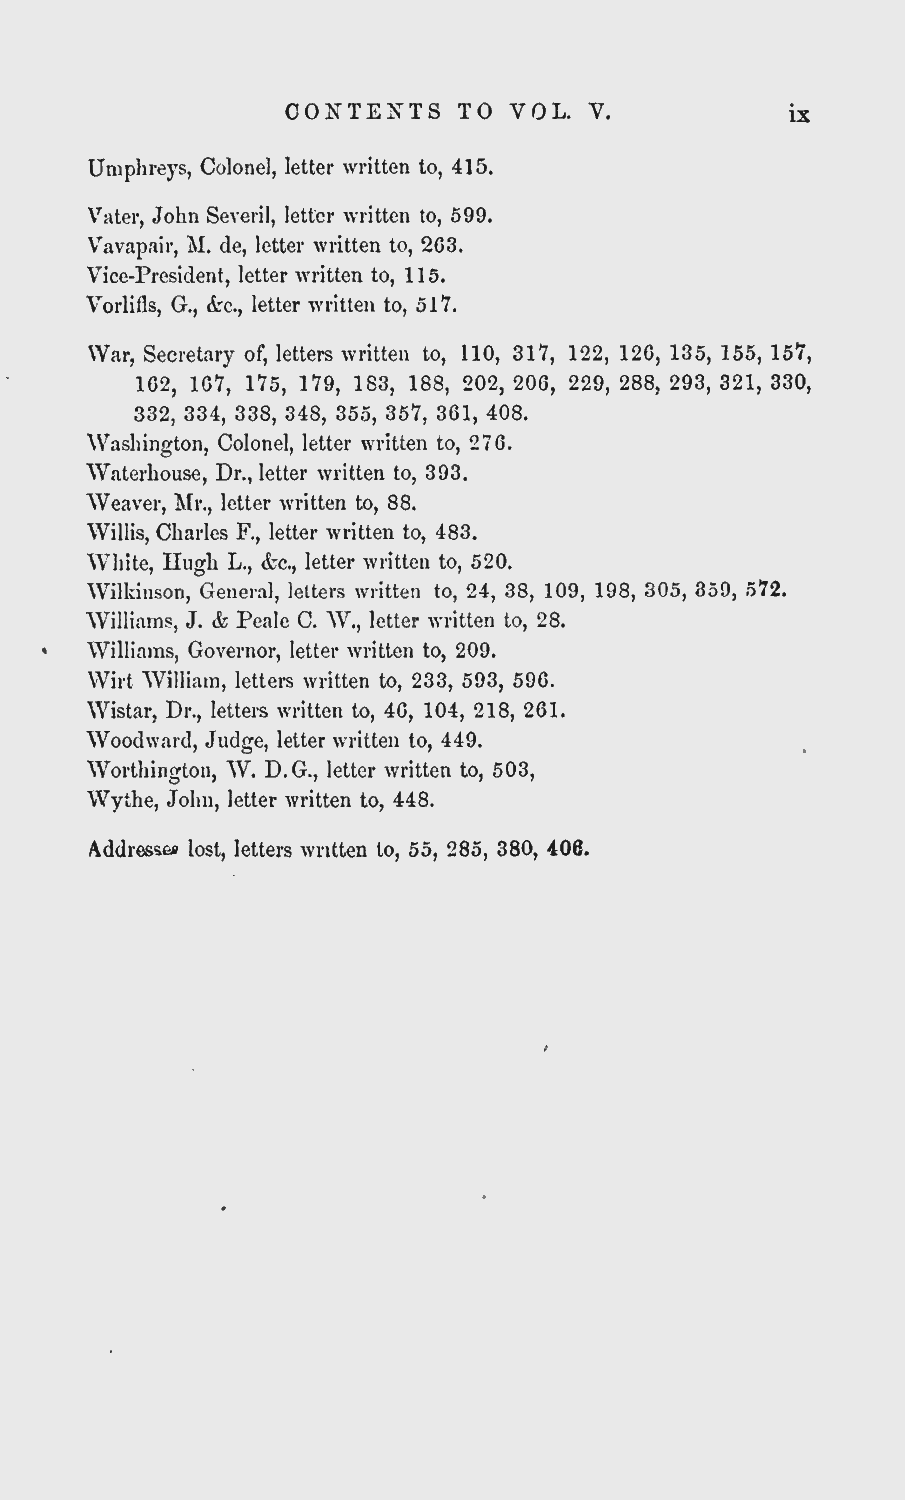 CONTENTS TO VOL. V. ix
Umphreys, Colonel, letter written to, 415.
Vater, John Severil, letter written to, 599.
Vavapair, M. de, letter written to, 263.
Vice-President, letter written to, 115.
Vorlifls, G., &c., letter written to, 517.
War, Secretary of, letters written to, 110, 317, 122, 126, 135, 155, 157,
162, 167, 175, 179, 183, 188, 202, 206, 229, 288, 293, 321, 330,
332, 334, 338, 348, 355, 357, 361, 408.
Washington, Colonel, letter written to, 276.
Waterhouse, Dr., letter written to, 393.
Weaver, Mr., letter written to, 88.
Willis, Charles F., letter written to, 483.
White, Hugh L., &c., letter written to, 520.
Wilkinson, General, letters written to, 24, 38, 109, 198, 305, 359, 572.
Williams, J. & Peale C. W., letter written to, 28.
Williams, Governor, letter written to, 209.
Wirt William, letters written to, 233, 593, 596.
Wistar, Dr., letters written to, 46, 104, 218, 261.
Woodward, Judge, letter written to, 449.
Worthington, W. D. G., letter written to, 503,
Wythe, John, letter written to, 448.
Addresses lost, letters written to, 55, 285, 380, 406.